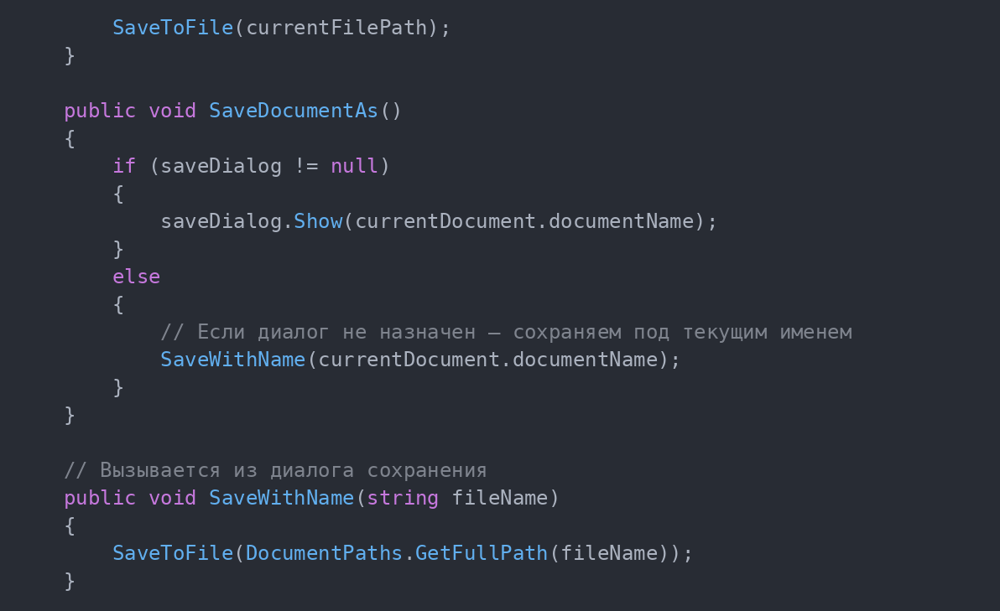 SaveToFile(currentFilePath);
}
public void SaveDocumentAs()
{
if (saveDialog != null)
{
saveDialog.Show(currentDocument.documentName);
}
else
{
// Если диалог не назначен — сохраняем под текущим именем
SaveWithName(currentDocument.documentName);
}
}
// Вызывается из диалога сохранения
public void SaveWithName(string fileName)
{
SaveToFile(DocumentPaths.GetFullPath(fileName));
}